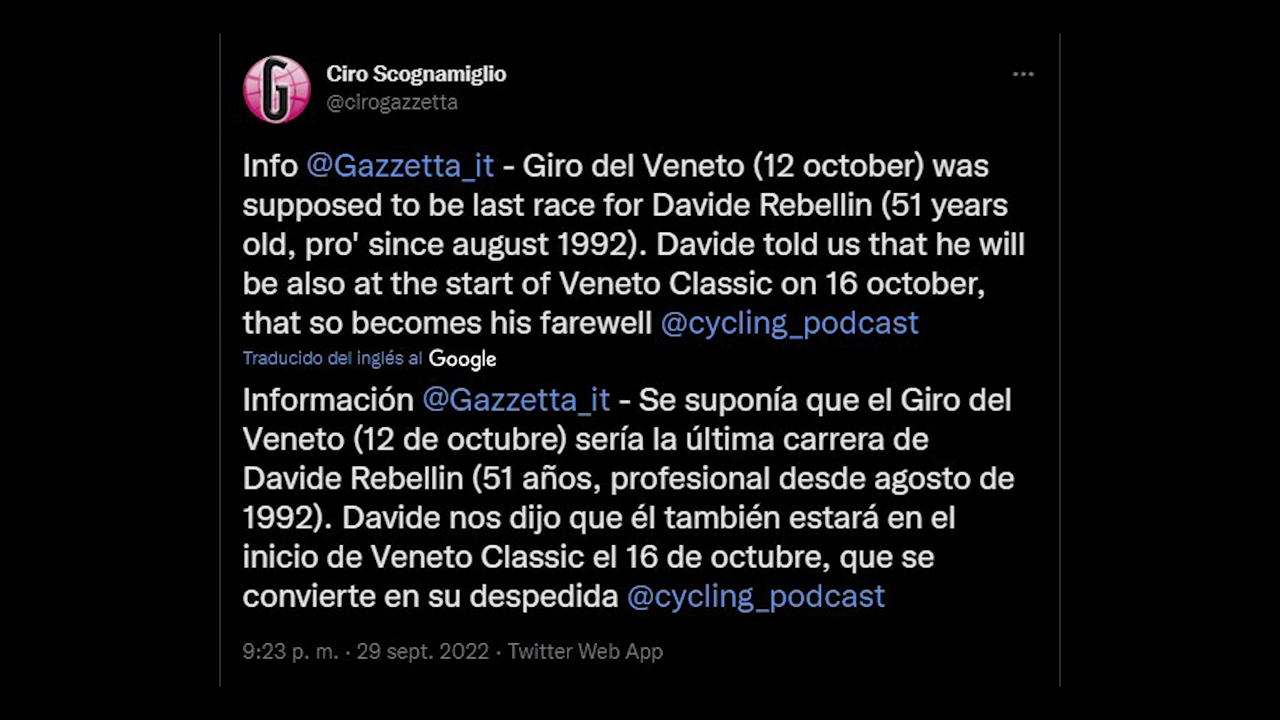 G
Ciro Scognamiglio
@cirogazzetta
Info @Gazzetta_it - Giro del Veneto (12 october) was
supposed to be last race for Davide Rebellin (51 years
old, pro' since august 1992). Davide told us that he will
be also at the start of Veneto Classic on 16 october,
that so becomes his farewell @cycling_podcast
Traducido del inglés al Google
Información @Gazzetta_it - Se suponía que el Giro del
Veneto (12 de octubre) sería la última carrera de
Davide Rebellin (51 años, profesional desde agosto de
1992). Davide nos dijo que él también estará en el
inicio de Veneto Classic el 16 de octubre, que se
convierte en su despedida @cycling_podcast
9:23 p. m. · 29 sept. 2022 · Twitter Web App